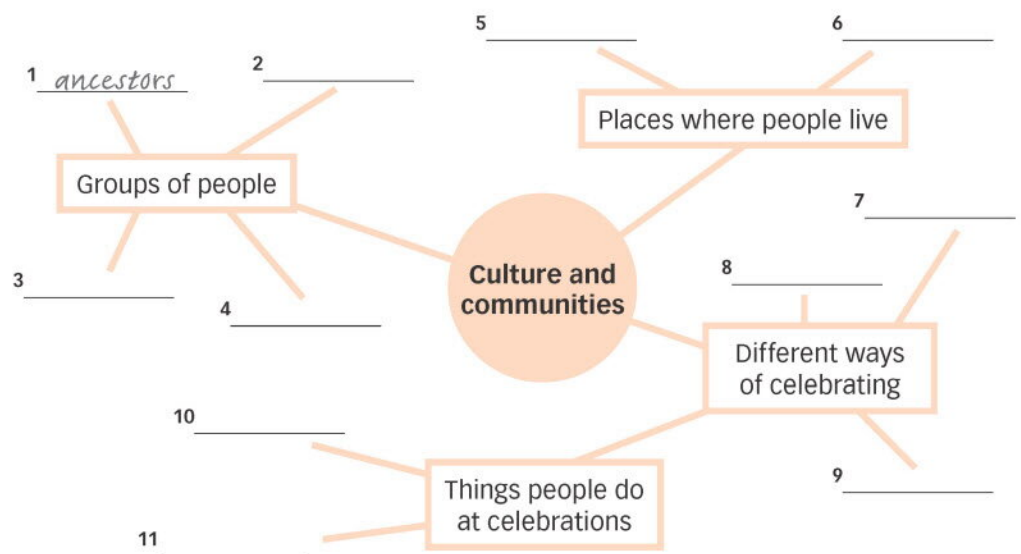 5
6
1 ancestors
2
Places where people live
Groups of people
7
3
4
Culture and
communities
8
Different ways
of celebrating
10
9
Things people do
at celebrations
11